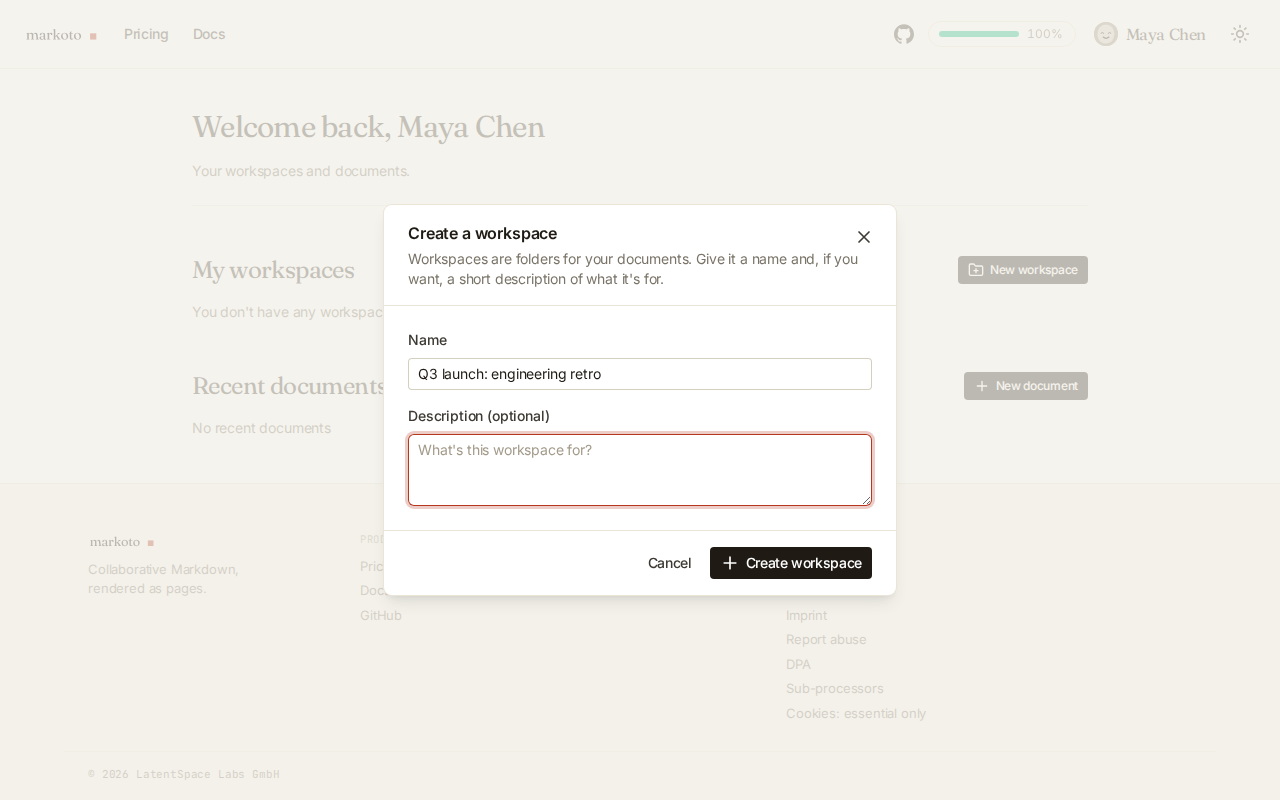 markoto
Pricing
Docs
100%
Maya Chen
Welcome back, Maya Chen
Your workspaces and documents.
Create a workspace
Workspaces are folders for your documents. Give it a name and, if you
want, a short description of what it's for.
My workspaces
New workspace
You don't have any workspac
Name
Q3 launch: engineering retro
Recent documents
New document
Description (optional)
No recent documents
What's this workspace for?
Cancel
Create workspace
markoto
Collaborative Markdown,
rendered as pages.
PROD
Pric
Docs
GitHub
Imprint
Report abuse
DPA
Sub-processors
Cookies: essential only
© 2026 LatentSpace Labs GmbH